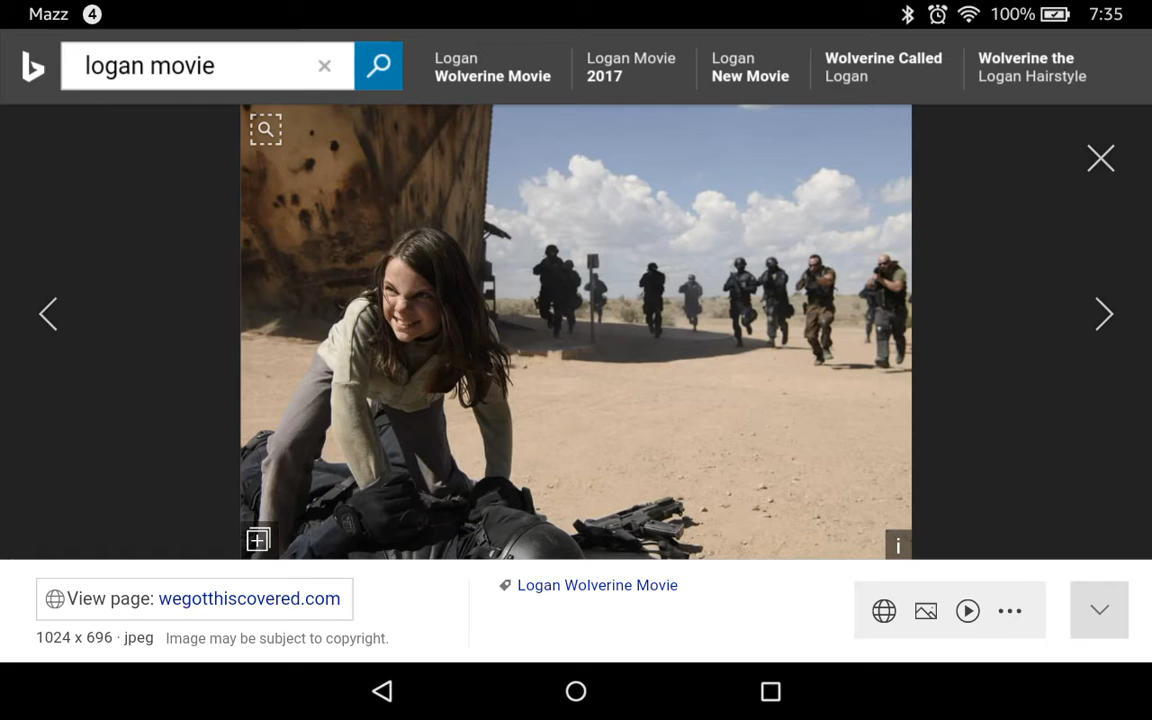 Mazz 4
100% 7:35
logan movie
Logan
Wolverine Movie
Logan Movie
2017
Logan
New Movie
Wolverine Called
Logan
Wolverine the
Logan Hairstyle
View page: wegotthiscovered.com
1024 x 696 · jpeg Image may be subject to copyright.
Logan Wolverine Movie